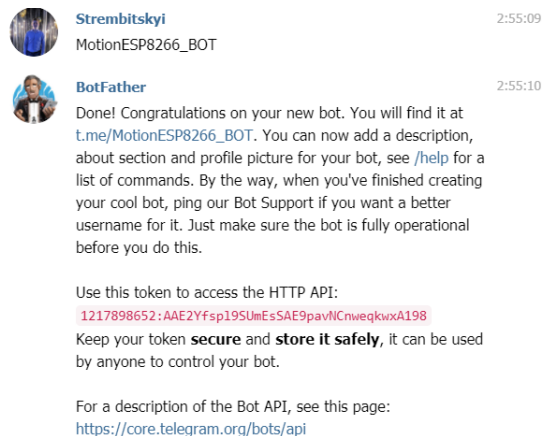 Strembitskyi 2:55:09
MotionESP8266_BOT
BotFather 2:55:10
Done! Congratulations on your new bot. You will find it at
t.me/MotionESP8266_BOT. You can now add a description,
about section and profile picture for your bot, see /help for a
list of commands. By the way, when you've finished creating
your cool bot, ping our Bot Support if you want a better
username for it. Just make sure the bot is fully operational
before you do this.
Use this token to access the HTTP API:
1217898652:AAE2Yfspl9SUmEsSAE9pavNCnweqkwxA198
Keep your token secure and store it safely, it can be used
by anyone to control your bot.
For a description of the Bot API, see this page:
https://core.telegram.org/bots/api